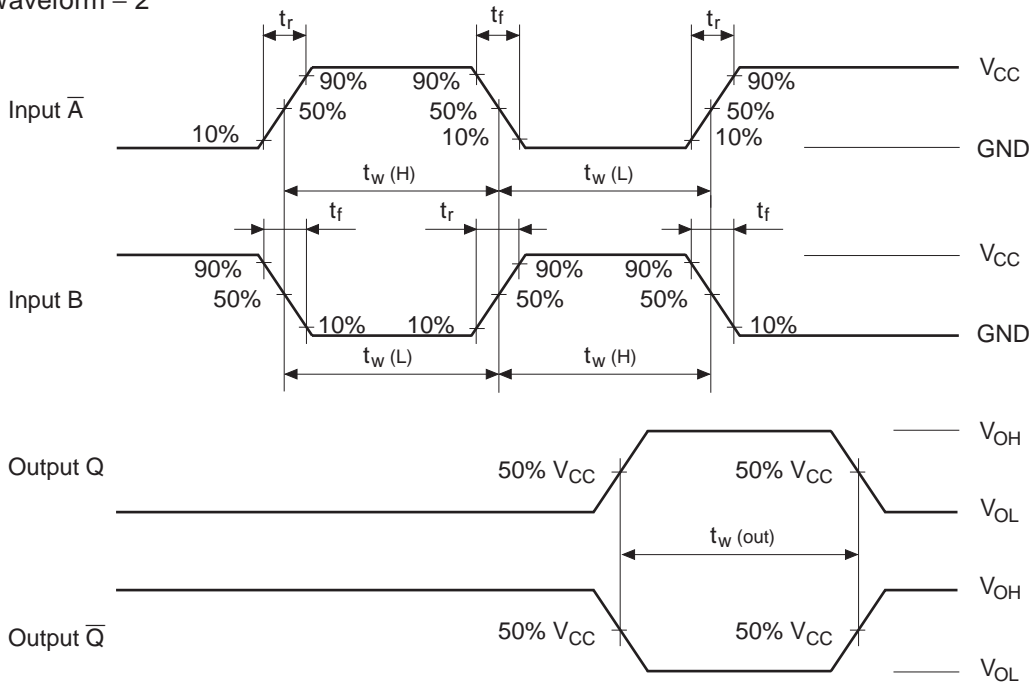 Waveform – 2
tr tf tr
90% 90% 90% VCC
Input A̅ 50% 50% 50%
10% 10% 10% GND
tw (H) tw (L)
tf tr tf
VCC
90% 90% 90%
Input B 50% 50% 50%
10% 10% 10% GND
tw (L) tw (H)
VOH
Output Q 50% VCC 50% VCC
VOL
tw (out)
VOH
Output Q̅ 50% VCC 50% VCC
VOL